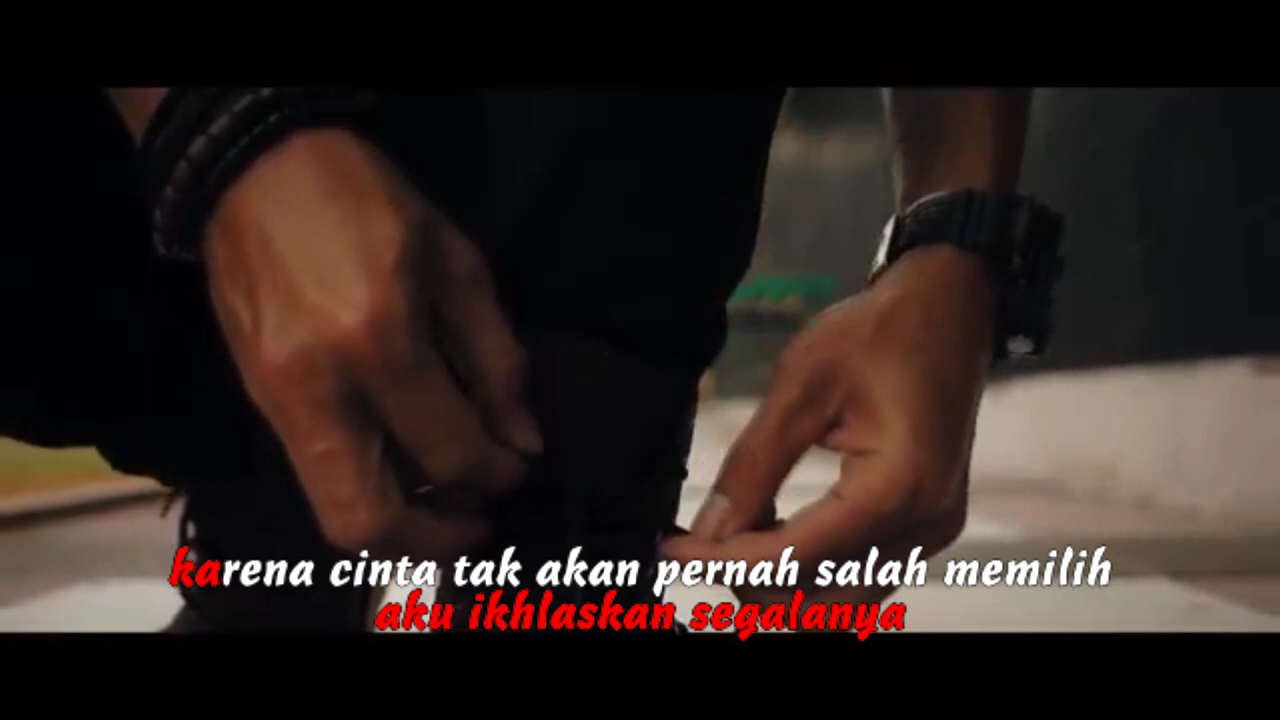 karena cinta tak akan pernah salah memilih
aku ikhlaskan segalanya